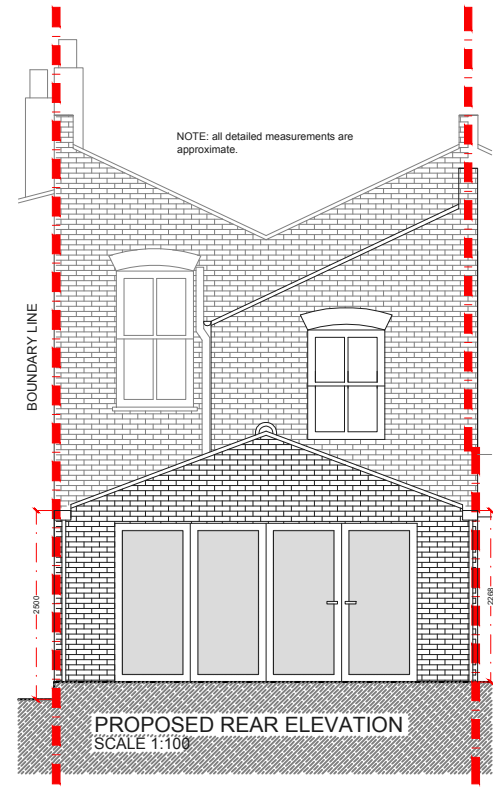 NOTE: all detailed measurements are
approximate.
BOUNDARY LINE
2500
2268
PROPOSED REAR ELEVATION
SCALE 1:100